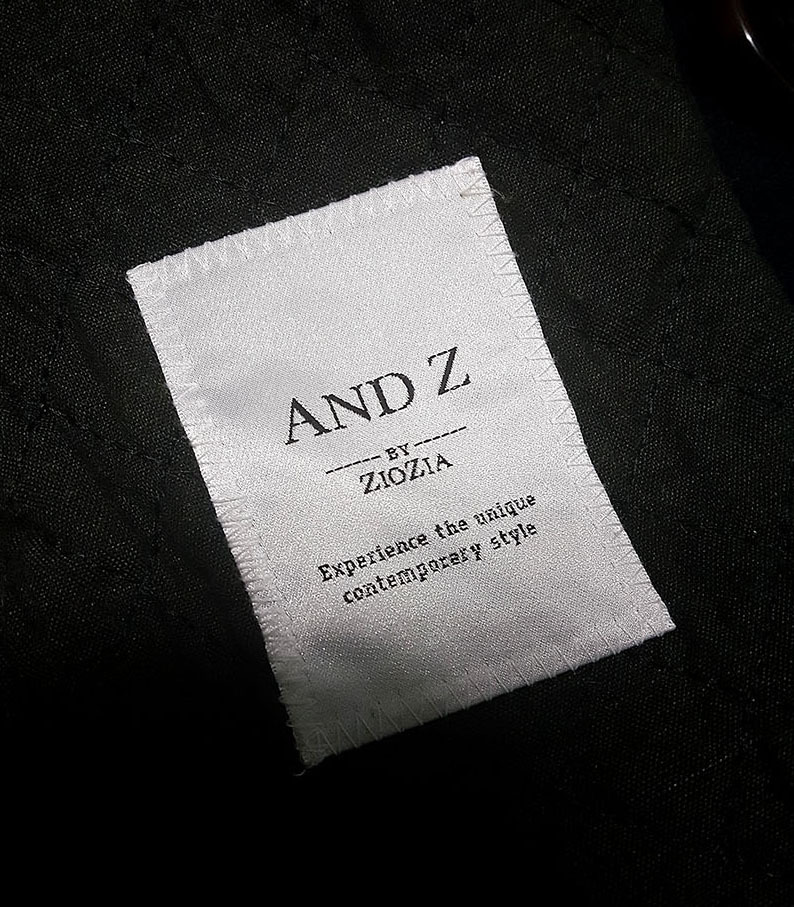 AND Z
------ BY ------
ZIOZIA
Experience the unique
contemporary style